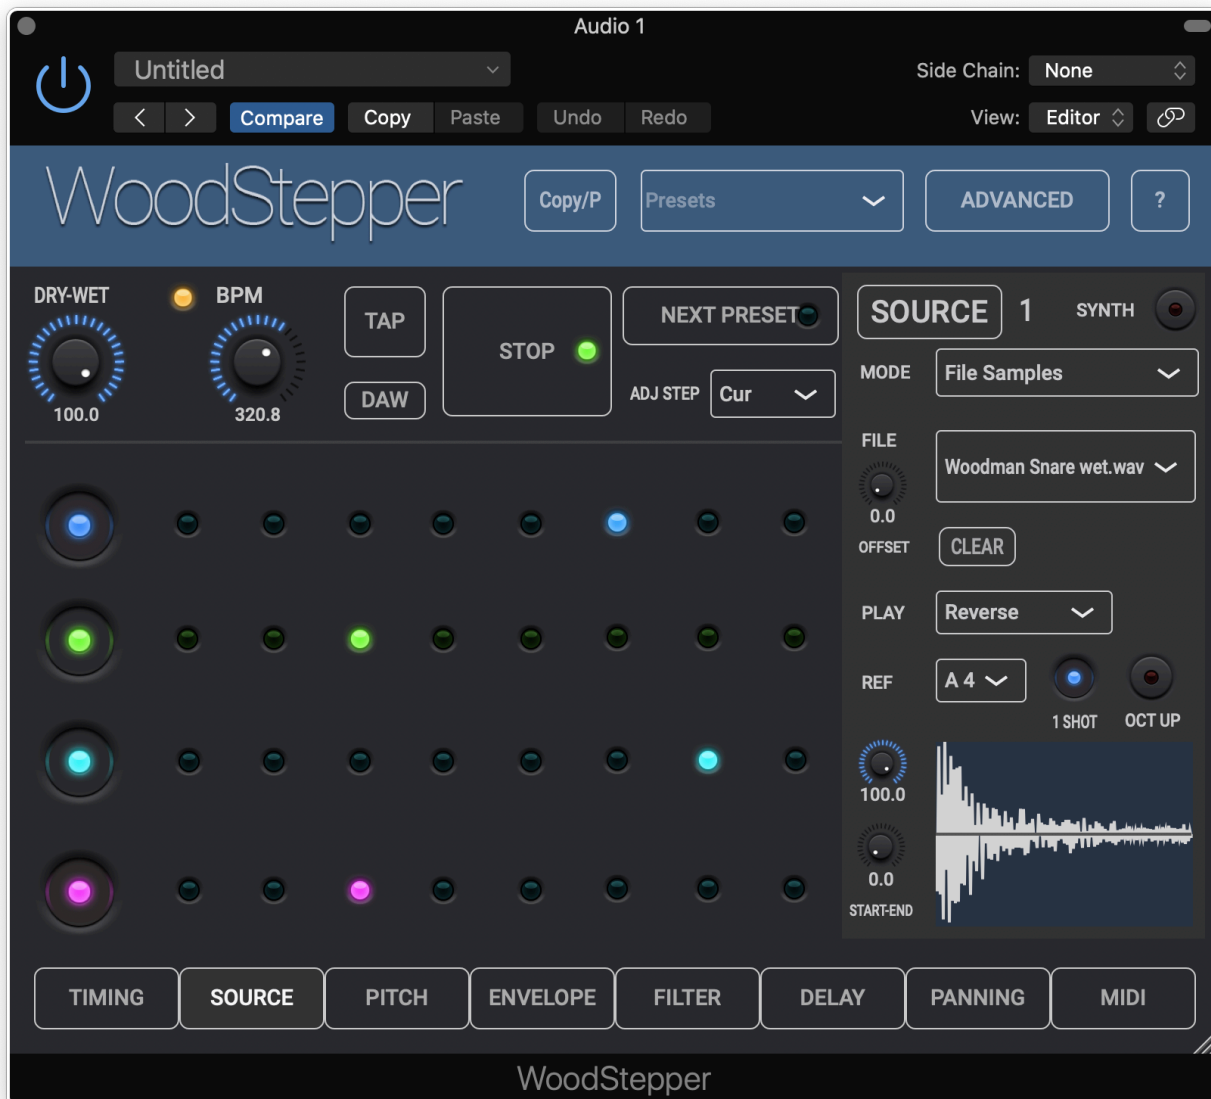 Audio 1
Untitled
Side Chain: None
Compare Copy Paste Undo Redo View: Editor
WoodStepper
Copy/P Presets ADVANCED ?
DRY-WET BPM
100.0 320.8
TAP
DAW
STOP
NEXT PRESET
ADJ STEP Cur
SOURCE 1 SYNTH
MODE File Samples
FILE Woodman Snare wet.wav
0.0
OFFSET CLEAR
PLAY Reverse
REF A 4
1 SHOT OCT UP
100.0
0.0
START-END
TIMING SOURCE PITCH ENVELOPE FILTER DELAY PANNING MIDI
WoodStepper